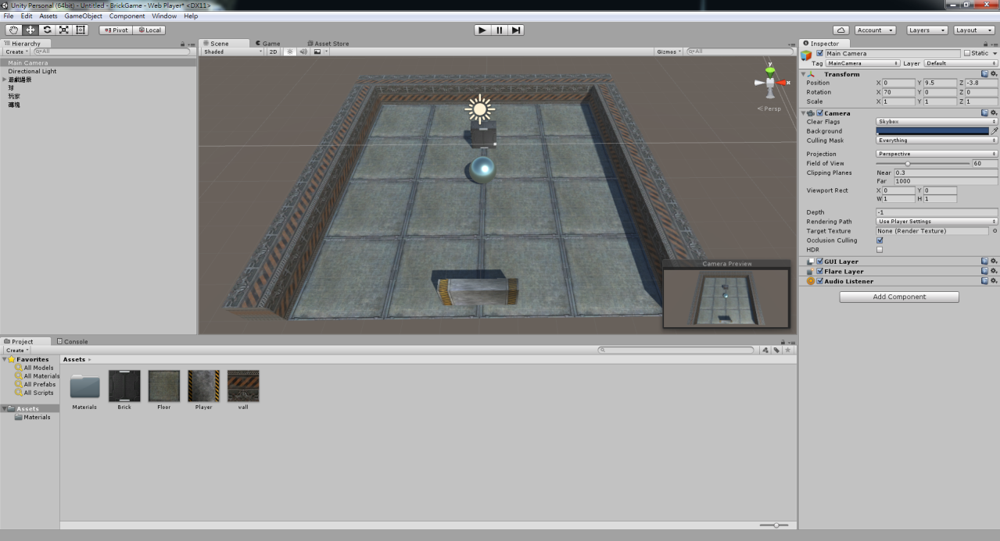 Unity Personal (64bit) - Untitled - BrickGame - Web Player* <DX11>
File Edit Assets GameObject Component Window Help
Pivot Local Account Layers Layout
Hierarchy
Create All
Main Camera
Directional Light
遊戲場景
球
玩家
磚塊
Scene Game Asset Store
Shaded 2D Gizmos All
y
x
Persp
Camera Preview
Inspector
Main Camera Static
Tag MainCamera Layer Default
Transform
Position X 0 Y 9.5 Z -3.8
Rotation X 70 Y 0 Z 0
Scale X 1 Y 1 Z 1
Camera
Clear Flags Skybox
Background
Culling Mask Everything
Projection Perspective
Field of View 60
Clipping Planes Near 0.3
Far 1000
Viewport Rect X 0 Y 0
W 1 H 1
Depth -1
Rendering Path Use Player Settings
Target Texture None (Render Texture)
Occlusion Culling
HDR
GUI Layer
Flare Layer
Audio Listener
Add Component
Project Console
Create
Favorites
All Models
All Materials
All Prefabs
All Scripts
Assets
Materials
Assets
Materials Brick Floor Player wall